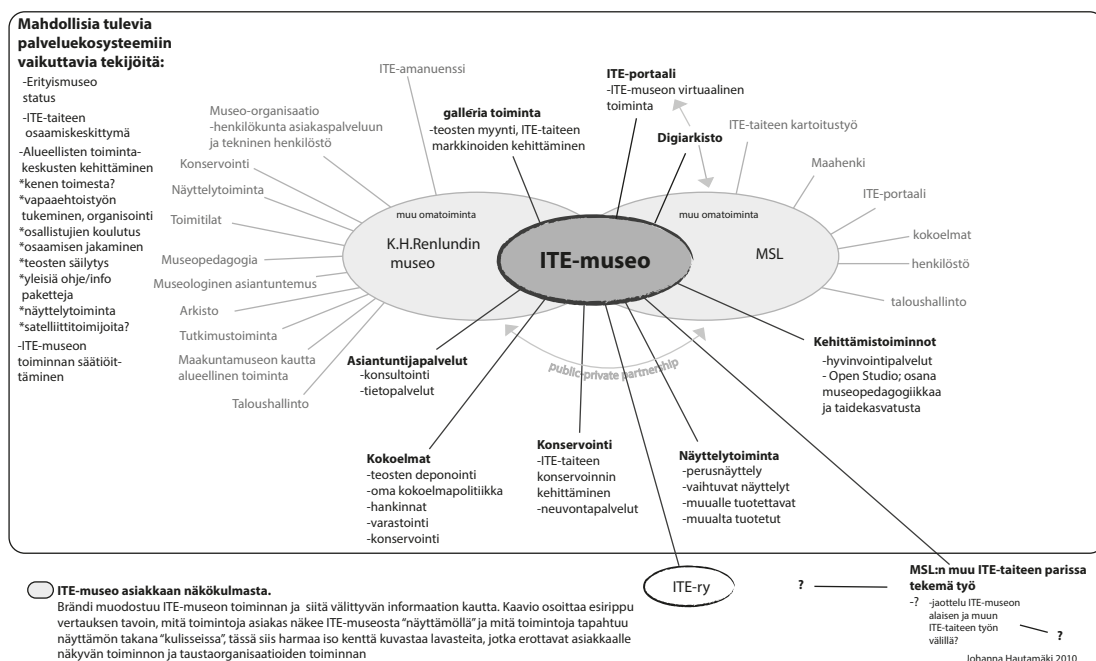 Mahdollisia tulevia
palveluekosysteemiin
vaikuttavia tekijöitä:
-Erityismuseo
status
-ITE-taiteen
osaamiskeskittymä
-Alueellisten toiminta-
keskusten kehittäminen
*kenen toimesta?
*vapaaehtoistyön
tukeminen, organisointi
*osallistujien koulutus
*osaamisen jakaminen
*teosten säilytys
*yleisiä ohje/info
paketteja
*näyttelytoiminta
*satelliittitoimijoita?
-ITE-museon
toiminnan säätiöit-
täminen
ITE-amanuenssi
Museo-organisaatio
-henkilökunta asiakaspalveluun
ja tekninen henkilöstö
Konservointi
Näyttelytoiminta
Toimitilat
Museopedagogia
Museologinen asiantuntemus
Arkisto
Tutkimustoiminta
Maakuntamuseon kautta
alueellinen toiminta
Taloushallinto
galleria toiminta
-teosten myynti, ITE-taiteen
markkinoiden kehittäminen
ITE-portaali
-ITE-museon virtuaalinen
toiminta
Digiarkisto
ITE-taiteen kartoitustyö
Maahenki
ITE-portaali
kokoelmat
henkilöstö
taloushallinto
muu omatoiminta
K.H.Renlundin
museo
ITE-museo
muu omatoiminta
MSL
public-private partnership
Asiantuntijapalvelut
-konsultointi
-tietopalvelut
Kehittämistoiminnot
-hyvinvointipalvelut
- Open Studio; osana
museopedagogiikkaa
ja taidekasvatusta
Kokoelmat
-teosten deponointi
-oma kokoelmapolitiikka
-hankinnat
-varastointi
-konservointi
Konservointi
-ITE-taiteen
konservoinnin
kehittäminen
-neuvontapalvelut
Näyttelytoiminta
-perusnäyttely
-vaihtuvat näyttelyt
-muualle tuotettavat
-muualta tuotetut
ITE-museo asiakkaan näkökulmasta.
Brändi muodostuu ITE-museon toiminnan ja siitä välittyvän informaation kautta. Kaavio osoittaa esirippu
vertauksen tavoin, mitä toimintoja asiakas näkee ITE-museosta “näyttämöllä” ja mitä toimintoja tapahtuu
näyttämön takana “kulisseissa”, tässä siis harmaa iso kenttä kuvastaa lavasteita, jotka erottavat asiakkaalle
näkyvän toiminnon ja taustaorganisaatioiden toiminnan
ITE-ry
?
MSL:n muu ITE-taiteen parissa
tekemä työ
-? -jaottelu ITE-museon
alaisen ja muun
ITE-taiteen työn
välillä?
?
Johanna Hautamäki 2010